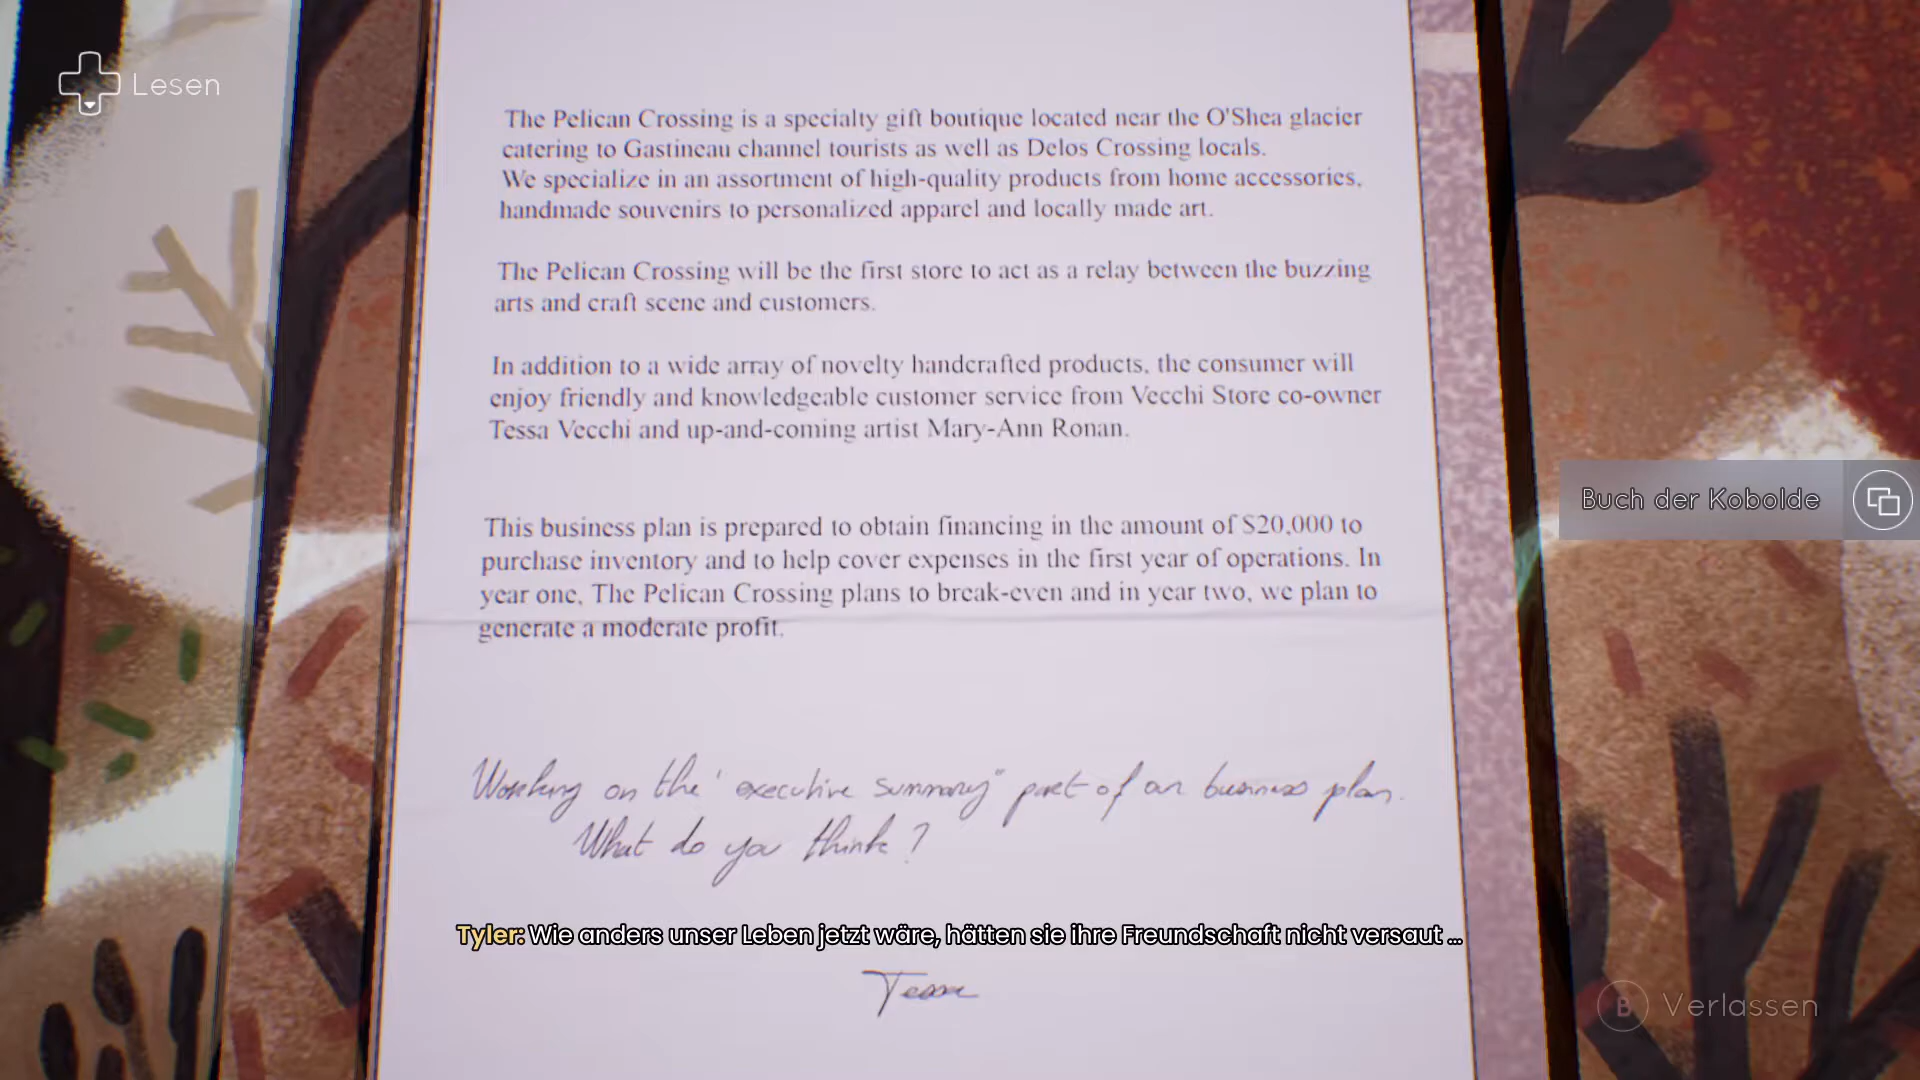 Lesen
The Pelican Crossing is a specialty gift boutique located near the O'Shea glacier
catering to Gastineau channel tourists as well as Delos Crossing locals.
We specialize in an assortment of high-quality products from home accessories,
handmade souvenirs to personalized apparel and locally made art.
The Pelican Crossing will be the first store to act as a relay between the buzzing
arts and craft scene and customers.
In addition to a wide array of novelty handcrafted products, the consumer will
enjoy friendly and knowledgeable customer service from Vecchi Store co-owner
Tessa Vecchi and up-and-coming artist Mary-Ann Ronan.
Buch der Kobolde
This business plan is prepared to obtain financing in the amount of $20,000 to
purchase inventory and to help cover expenses in the first year of operations. In
year one, The Pelican Crossing plans to break-even and in year two, we plan to
generate a moderate profit.
Working on the "executive summary" part of our business plan.
What do you think?
Tyler: Wie anders unser Leben jetzt wäre, hätten sie ihre Freundschaft nicht versaut ...
Tessa
B Verlassen